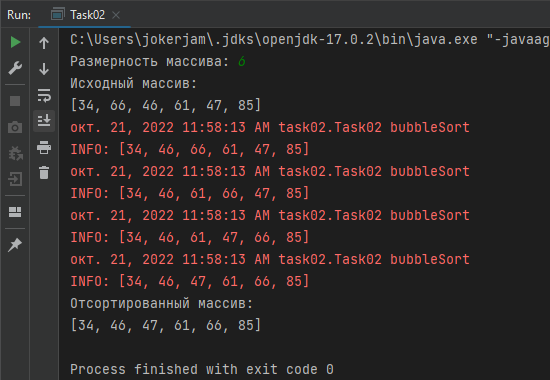 Run: Task02
C:\Users\jokerjam\.jdks\openjdk-17.0.2\bin\java.exe "-javaag
Размерность массива: 6
Исходный массив:
[34, 66, 46, 61, 47, 85]
окт. 21, 2022 11:58:13 AM task02.Task02 bubbleSort
INFO: [34, 46, 66, 61, 47, 85]
окт. 21, 2022 11:58:13 AM task02.Task02 bubbleSort
INFO: [34, 46, 61, 66, 47, 85]
окт. 21, 2022 11:58:13 AM task02.Task02 bubbleSort
INFO: [34, 46, 61, 47, 66, 85]
окт. 21, 2022 11:58:13 AM task02.Task02 bubbleSort
INFO: [34, 46, 47, 61, 66, 85]
Отсортированный массив:
[34, 46, 47, 61, 66, 85]
Process finished with exit code 0